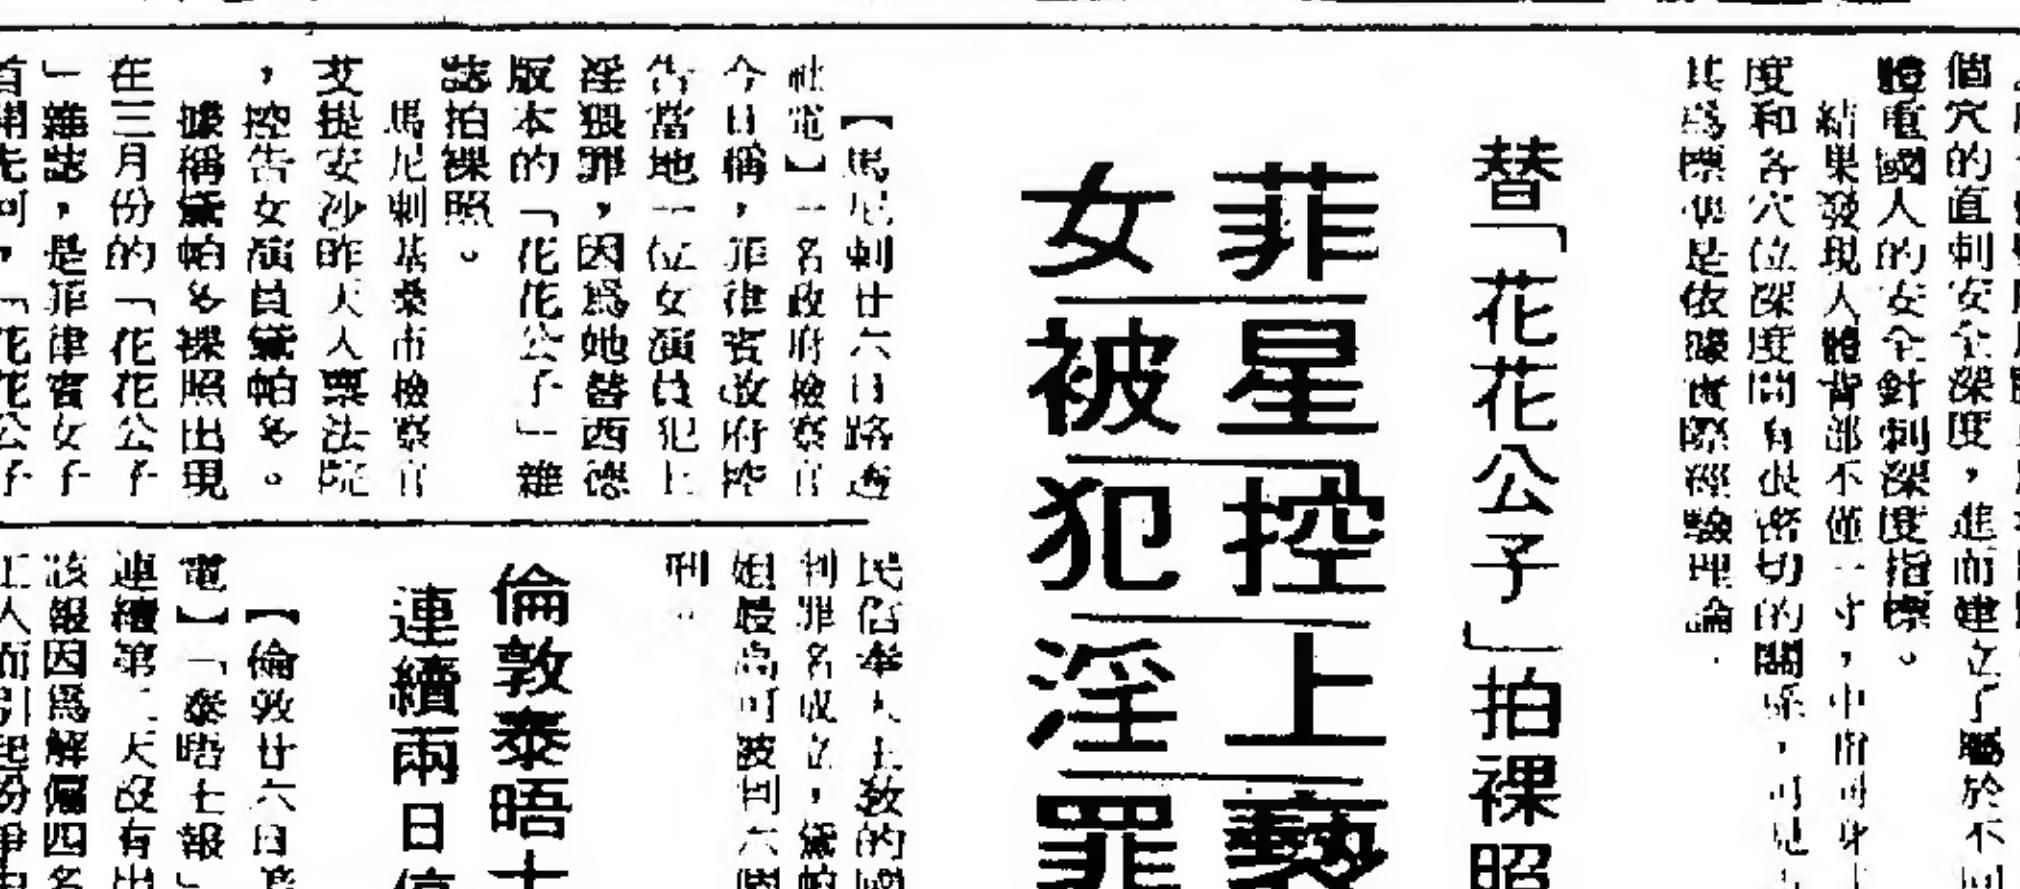 個穴的直刺安全深度，進而建立了屬於不同
體電國人的安全針刺深度指標。
結果發現人體背部不僅一寸，中指同身
度和各穴位深度間有很密切的關係，可見
其爲標準是依據實際經驗理論．
替「花花公子」拍裸照
菲星控上褻
女被犯淫罪
【馬尼剌廿六日路透
社電】一名政府檢察官
今日稱，菲律賓政府控
告當地一位女演員犯上
淫猥罪，因爲她替西德
版本的「花花公子」雜
誌拍裸照。
馬尼剌基桑市檢察官
艾提安沙昨天入稟法院
，控告女演員黛帕多。
據稱黛帕多裸照出現
在三月份的「花花公子
」雜誌，是菲律賓女子
首開先河，「花花公子
民信奉天主教的國
判罪名成立，黛帕
姐最高可被判六個
刑。
倫敦泰晤士
連續兩日停
【倫敦廿六日
電】「泰晤士報」
連續第二天沒有出
該報因爲解僱四名
工人而引起紛爭中